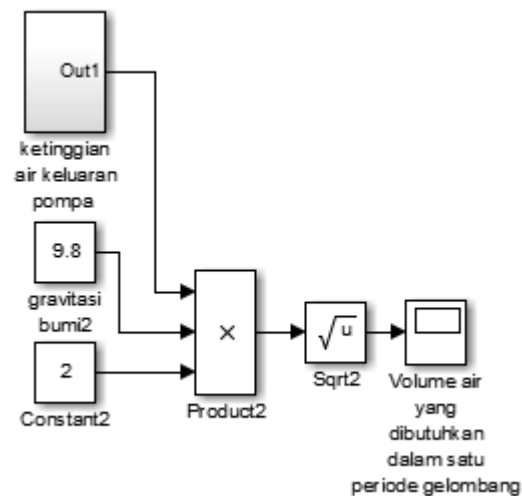 Out1
ketinggian
air keluaran
pompa
9.8
gravitasi
bumi2
2
Constant2
×
Product2
√u
Sqrt2
Volume air
yang
dibutuhkan
dalam satu
periode gelombang